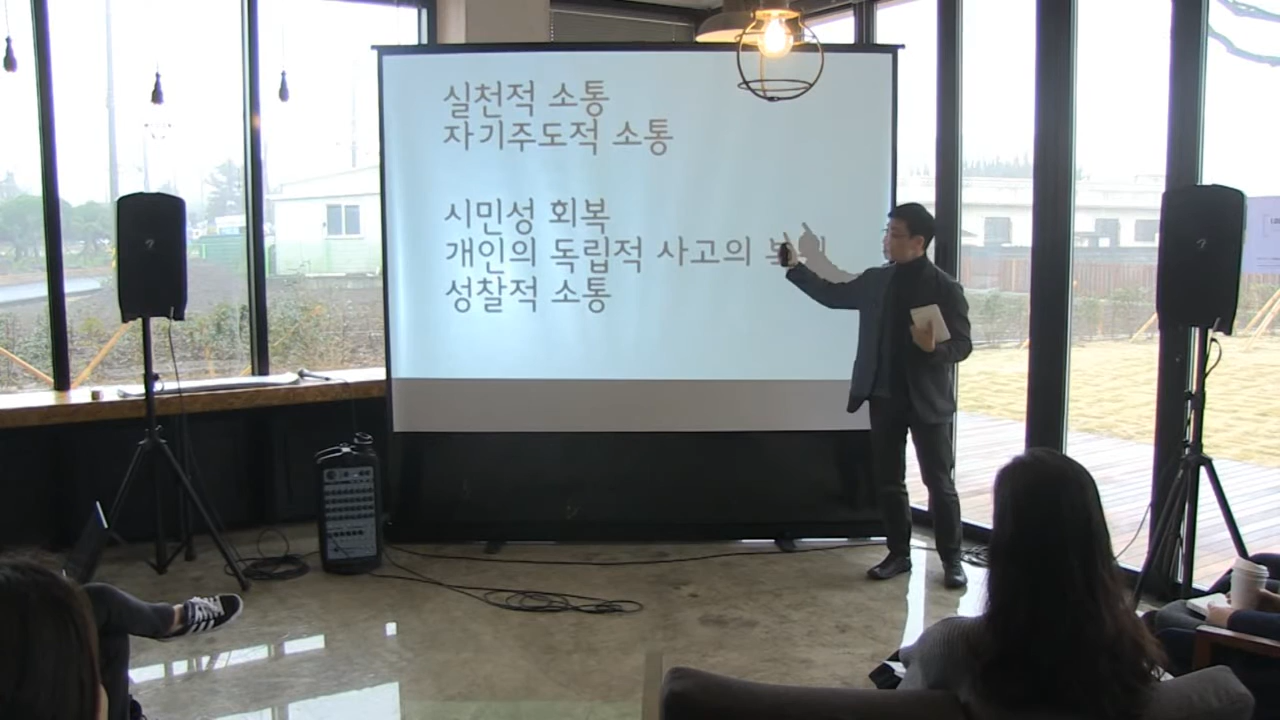 실천적 소통
자기주도적 소통
시민성 회복
개인의 독립적 사고의
성찰적 소통